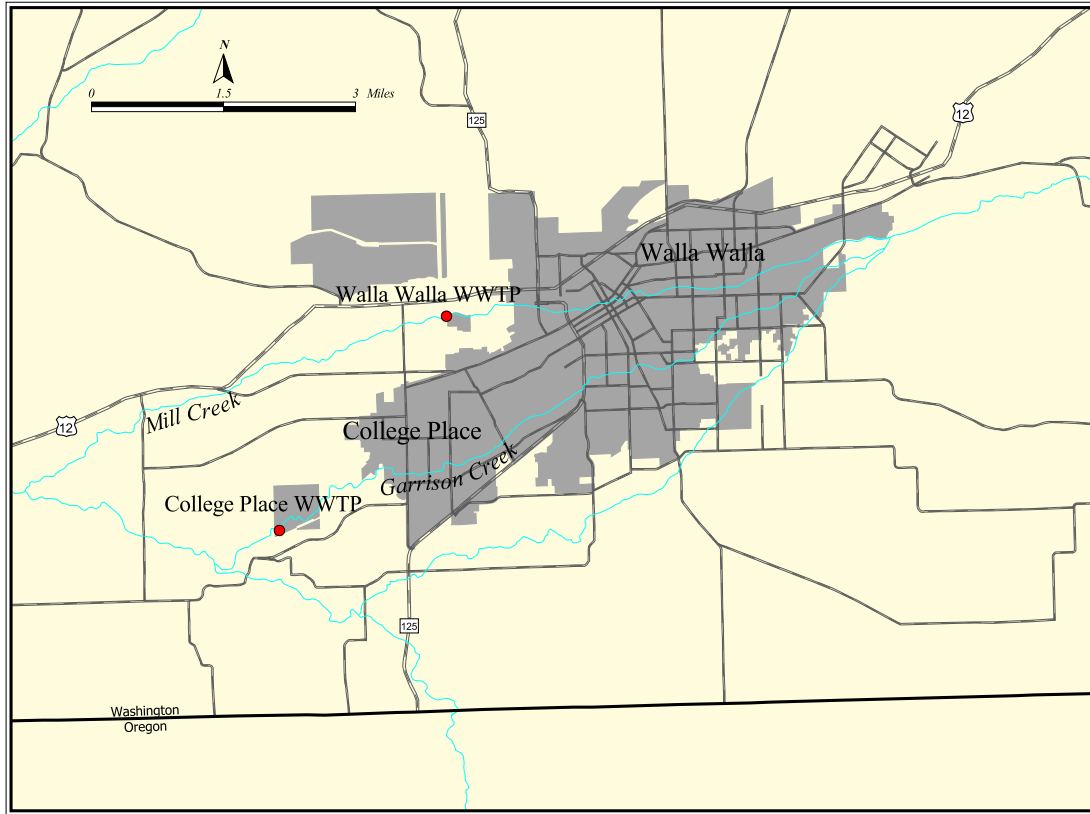 N
0 1.5 3 Miles
125
12
Walla Walla
Walla Walla WWTP
Mill Creek
12
College Place
Garrison Creek
College Place WWTP
125
Washington
Oregon